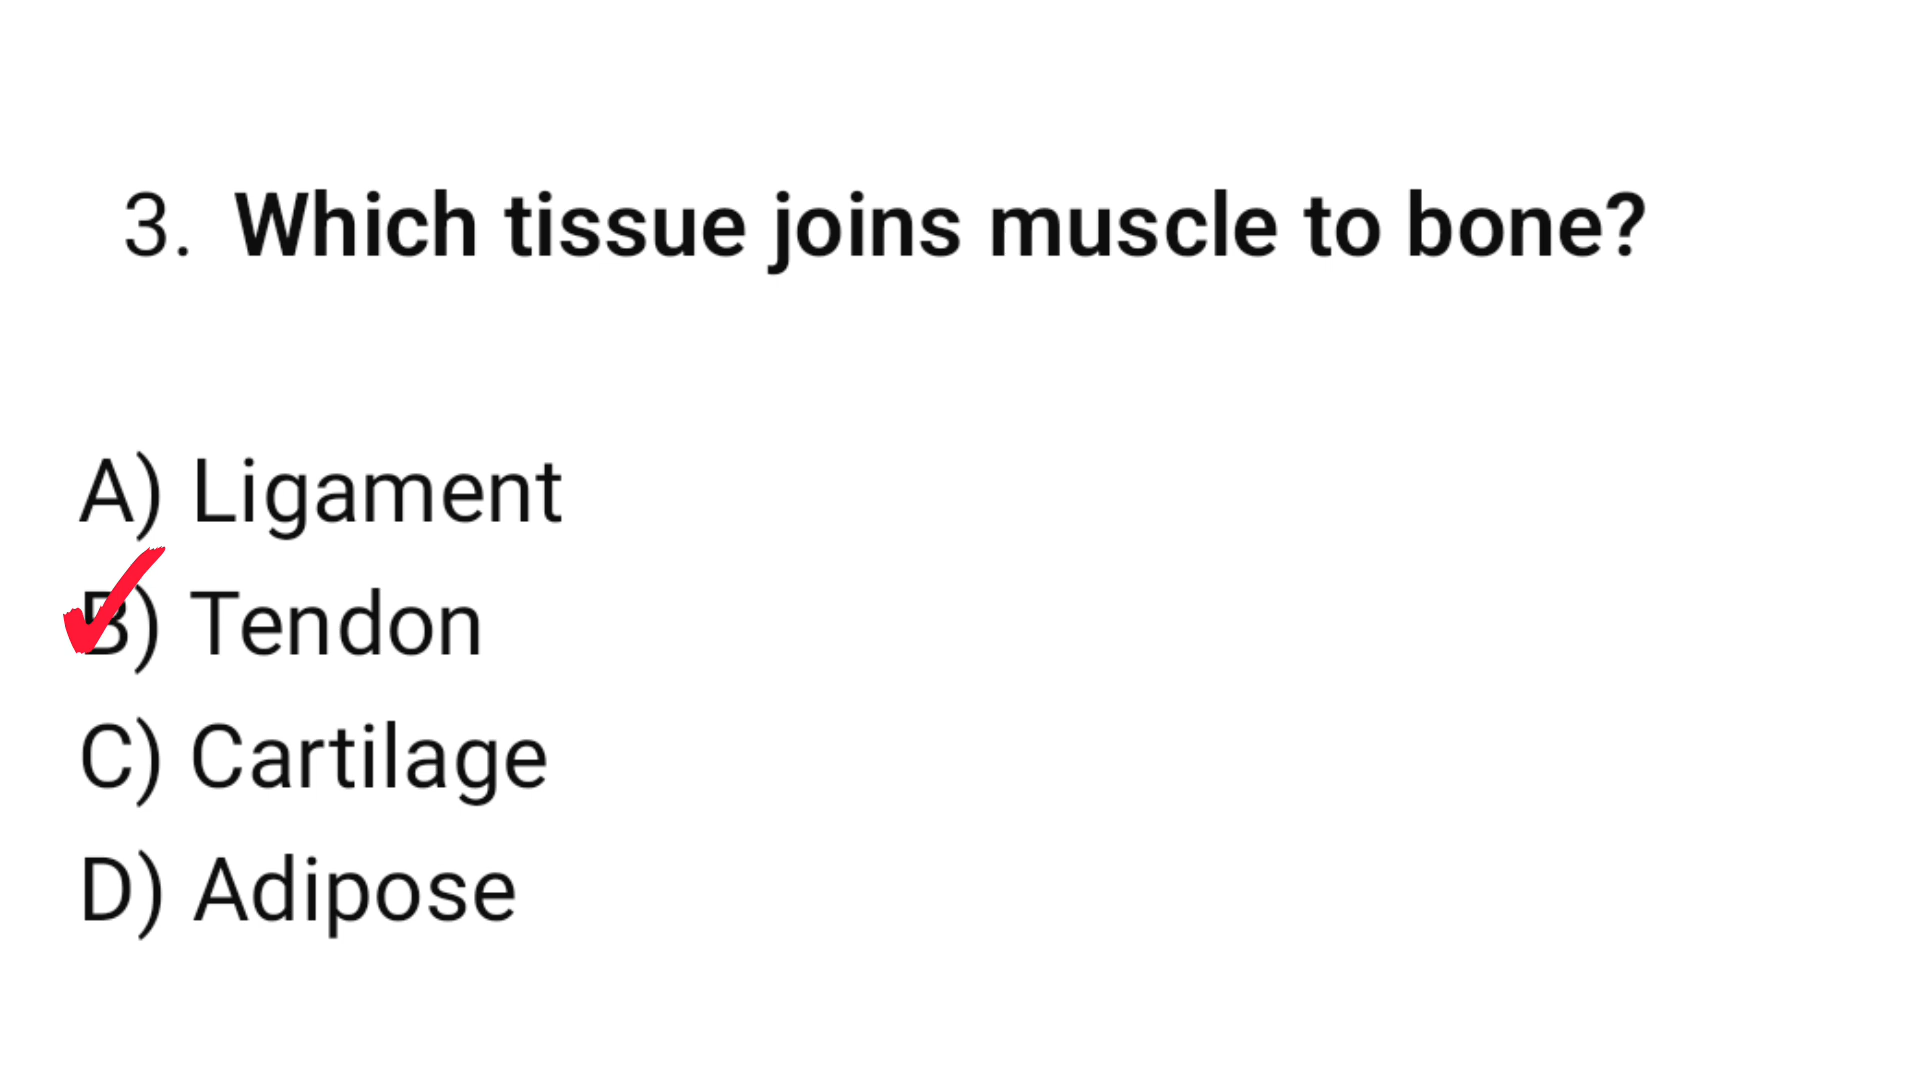 3. Which tissue joins muscle to bone?
A) Ligament
B) Tendon
C) Cartilage
D) Adipose